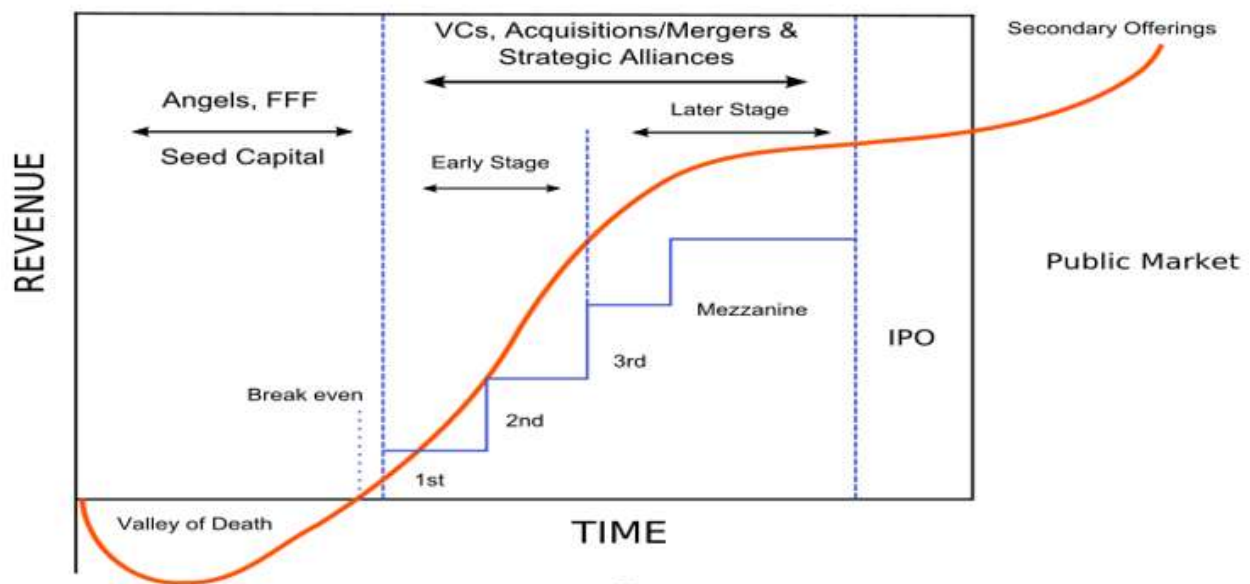 VCs, Acquisitions/Mergers &
Strategic Alliances
Secondary Offerings
Angels, FFF
Seed Capital
Later Stage
Early Stage
REVENUE
Public Market
Mezzanine
IPO
3rd
Break even
2nd
1st
Valley of Death
TIME